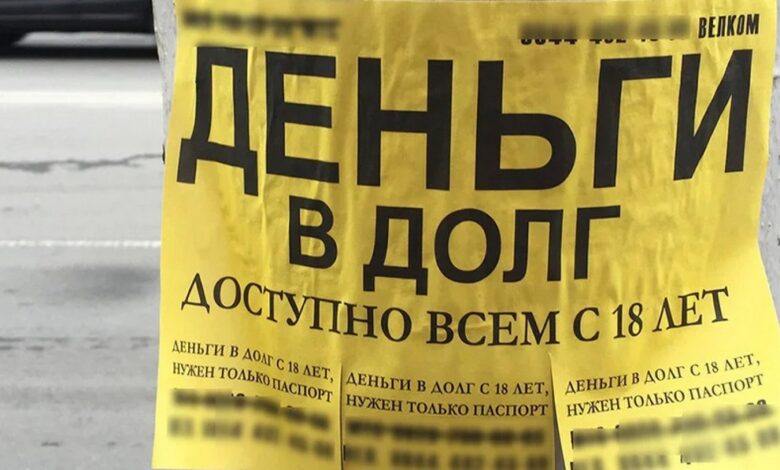 ВЕЛКОМ
ДЕНЬГИ
В ДОЛГ
ДОСТУПНО ВСЕМ С 18 ЛЕТ
ДЕНЬГИ В ДОЛГ С 18 ЛЕТ,
НУЖЕН ТОЛЬКО ПАСПОРТ
ДЕНЬГИ В ДОЛГ С 18 ЛЕТ,
НУЖЕН ТОЛЬКО ПАСПОРТ
ДЕНЬГИ В ДОЛГ С 18 ЛЕТ,
НУЖЕН ТОЛЬКО ПАСПОРТ